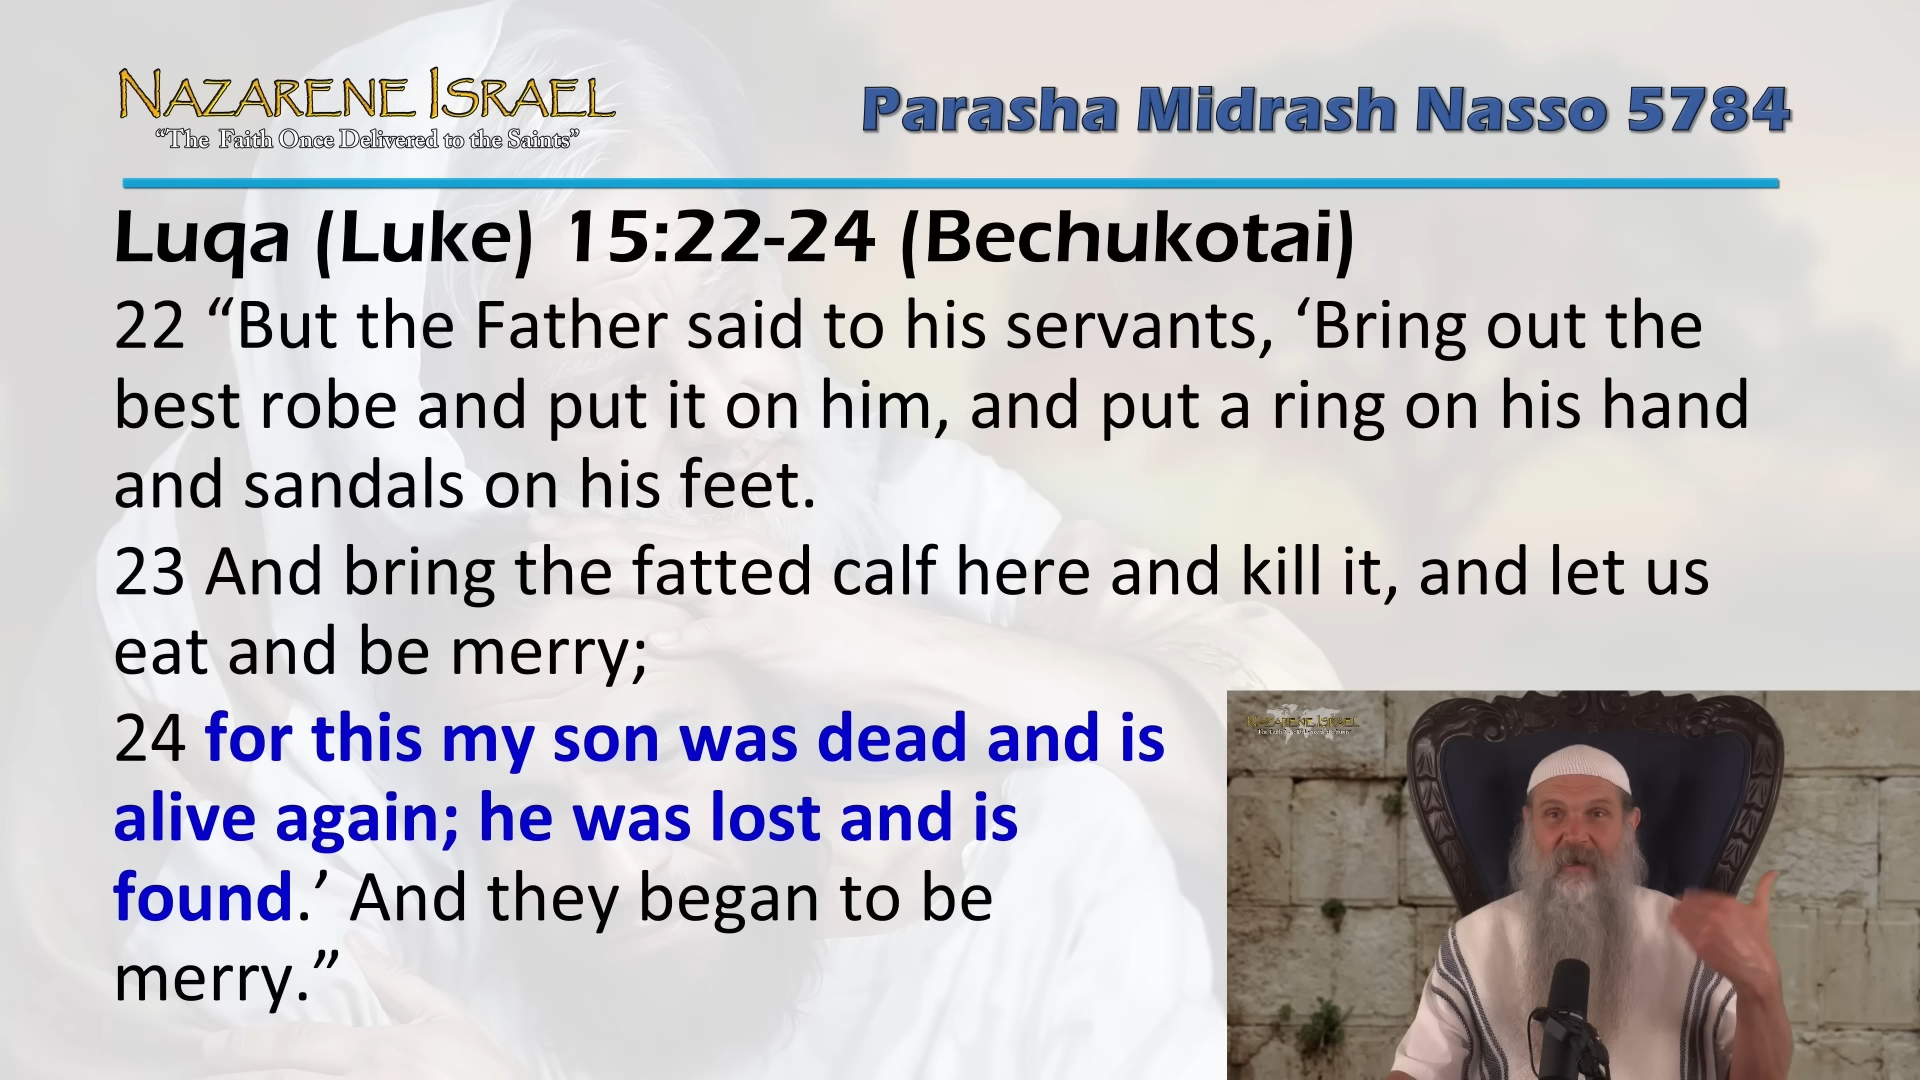 NAZARENE ISRAEL
“The Faith Once Delivered to the Saints”
Parasha Midrash Nasso 5784
Luqa (Luke) 15:22-24 (Bechukotai)
22 “But the Father said to his servants, ‘Bring out the
best robe and put it on him, and put a ring on his hand
and sandals on his feet.
23 And bring the fatted calf here and kill it, and let us
eat and be merry;
24 for this my son was dead and is
alive again; he was lost and is
found.’ And they began to be
merry.”
NAZARENE ISRAEL